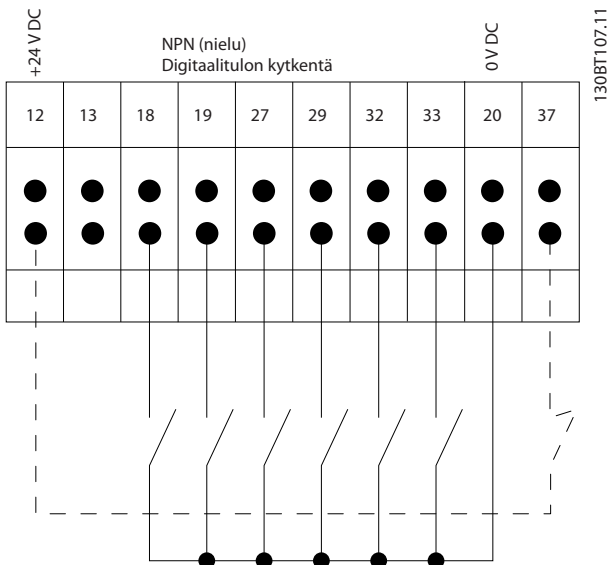 +24 V DC
NPN (nielu)
Digitaalitulon kytkentä
0 V DC
130BT107.11
12 13 18 19 27 29 32 33 20 37